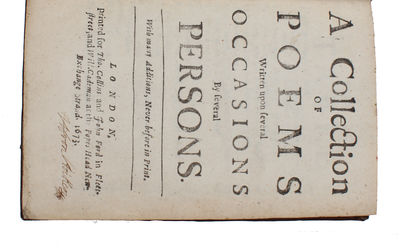 A Collection
OF
POEMS
Written upon several
OCCASIONS
By several
PERSONS.
With many additions, Never before in Print.
LONDON,
Printed for Tho. Collins and John Ford in Fleet-
street, and Will. Cademan at the Popes Head New-
Exchange Strand. 1673.